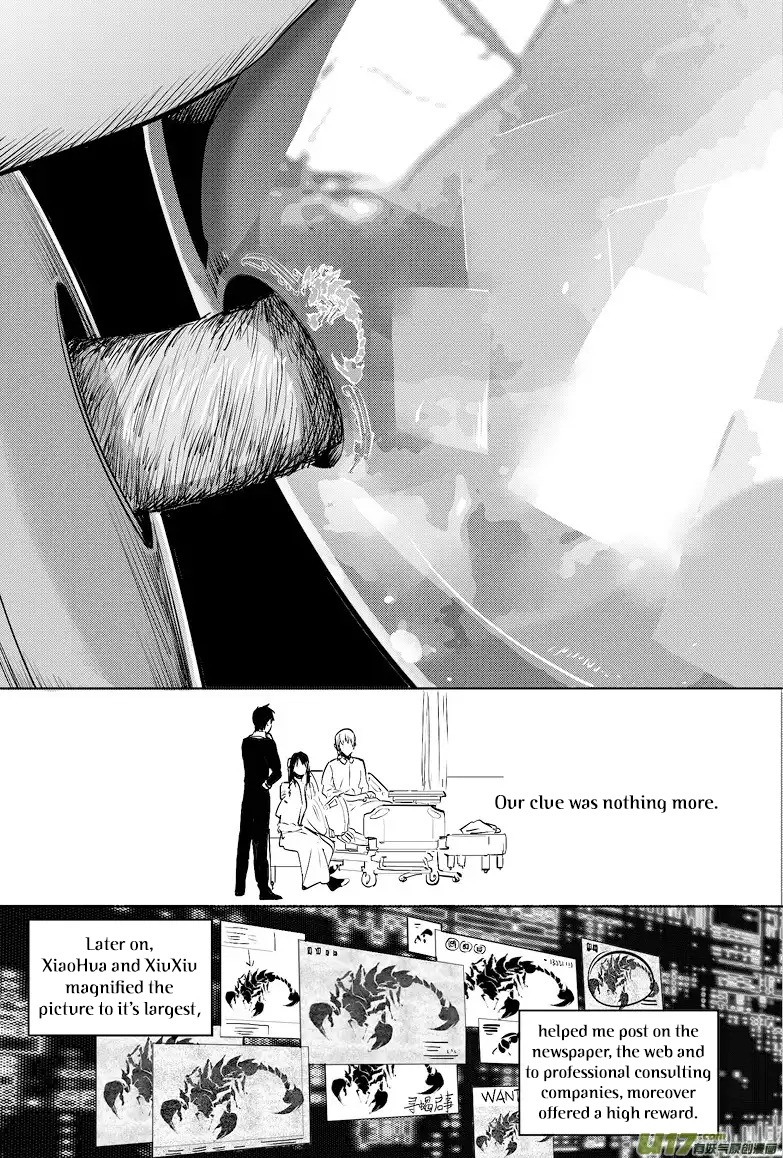 Our clue was nothing more.
Later on,
XiaoHua and XiuXiu
magnified the
picture to it's largest,
helped me post on the
newspaper, the web and
to professional consulting
companies, moreover
offered a high reward.
寻蝎启事
WANT
U17.com
有妖气原创漫画